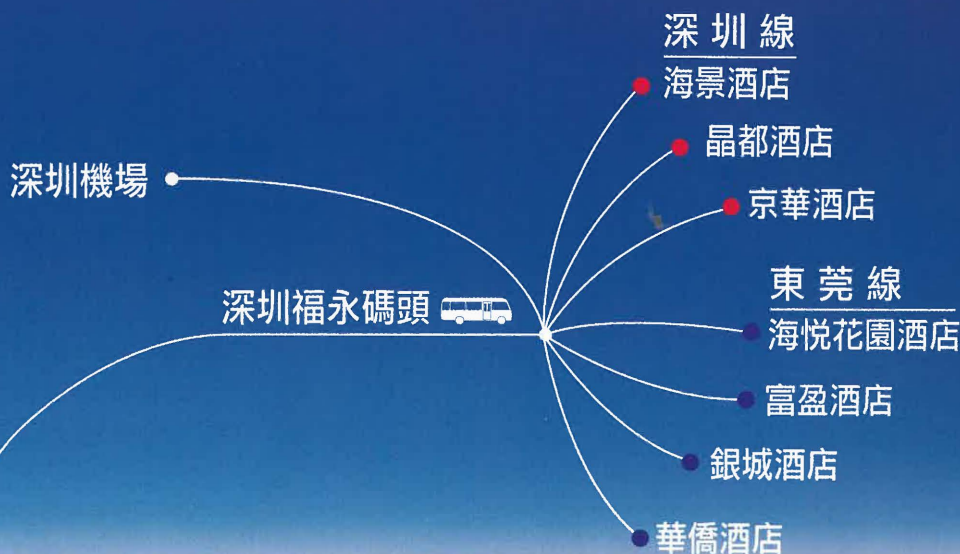 深圳線
海景酒店
晶都酒店
深圳機場
京華酒店
東莞線
深圳福永碼頭
海悦花園酒店
富盈酒店
銀城酒店
華僑酒店